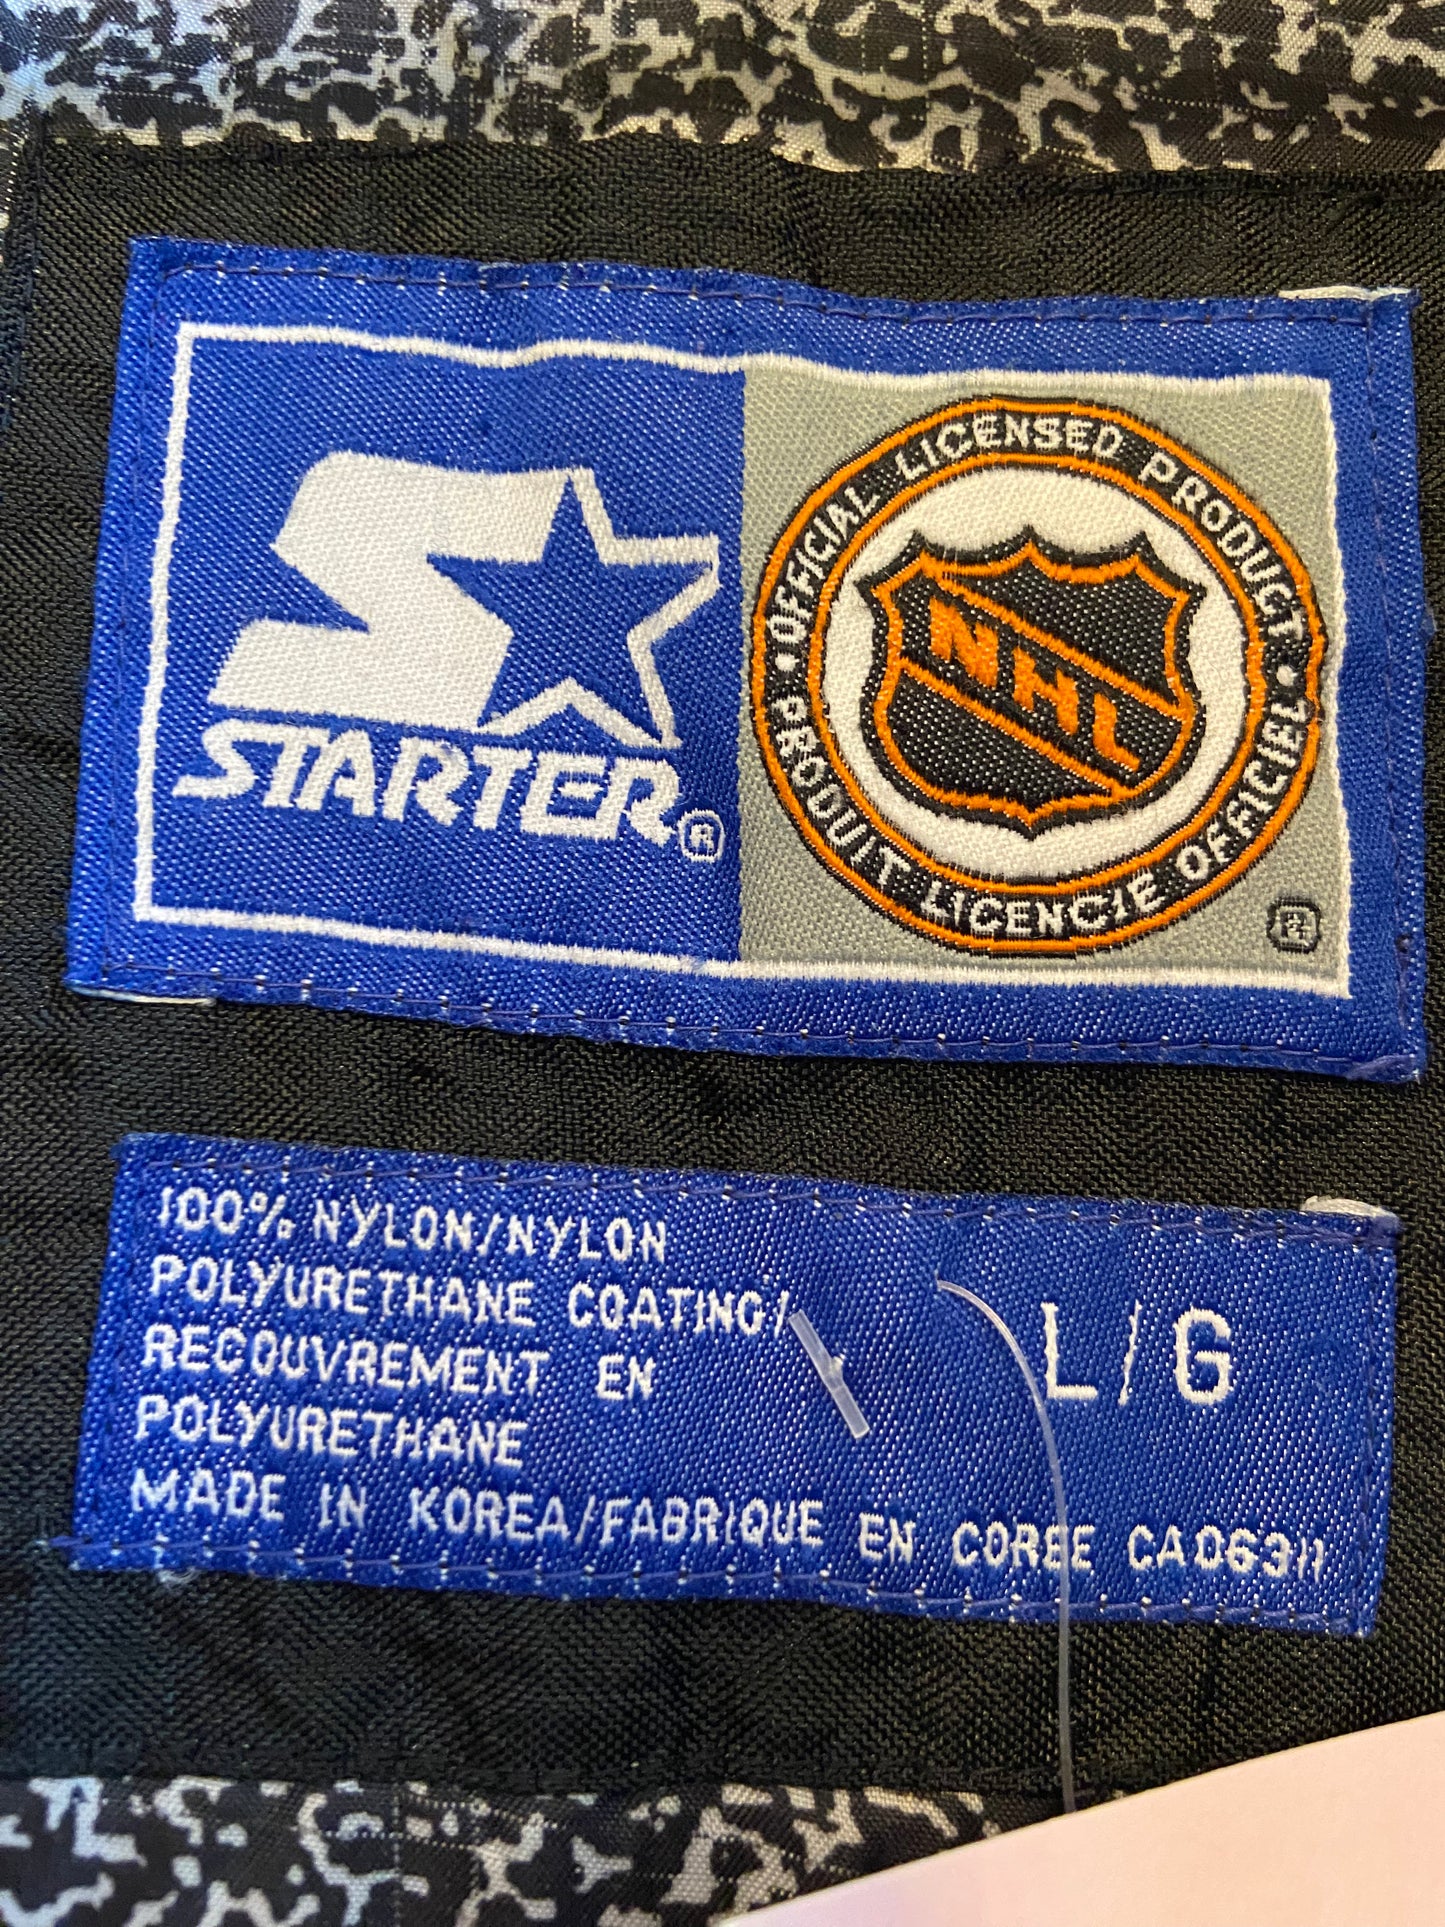 STARTER®
• OFFICIAL LICENSED PRODUCT •
NHL
PRODUIT LICENCIE OFFICIEL
®
100% NYLON/NYLON
POLYURETHANE COATING/
RECOUVREMENT EN
POLYURETHANE
L/G
MADE IN KOREA/FABRIQUE EN COREE CA06311